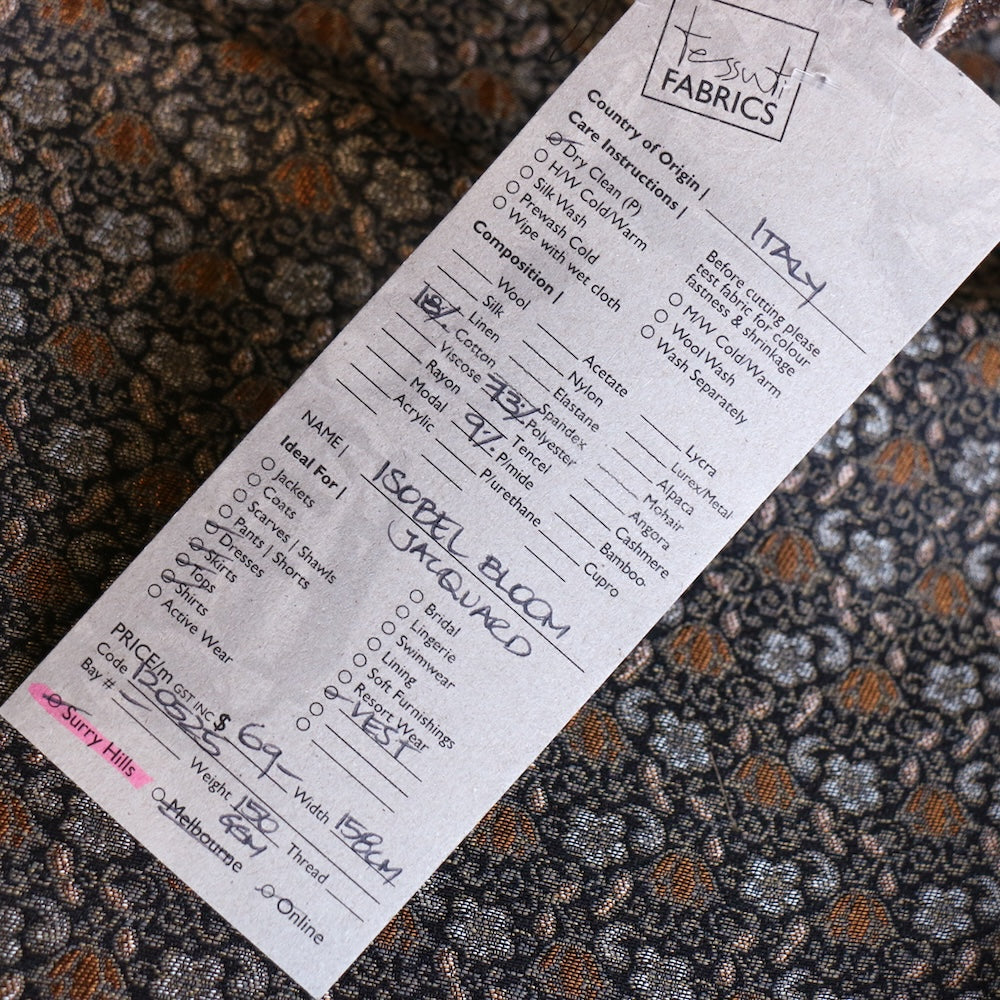 tessuti
FABRICS
Country of Origin | ITALY
Care Instructions |
Dry Clean (P)
H/W Cold/Warm
Silk Wash
Prewash Cold
Wipe with wet cloth
Before cutting please
test fabric for colour
fastness & shrinkage
M/W Cold/Warm
Wool Wash
Wash Separately
Composition |
Wool
Silk
Linen
18% Cotton
Viscose
Rayon
Modal
Acrylic
Acetate
Nylon
Elastane
Spandex
73% Polyester
Tencel
9% P/mide
P/urethane
Lycra
Lurex/Metal
Alpaca
Mohair
Angora
Cashmere
Bamboo
Cupro
NAME | ISOBEL BLOOM
JACQUARD
Ideal For |
Jackets
Coats
Scarves | Shawls
Pants | Shorts
Dresses
Skirts
Tops
Shirts
Active Wear
Bridal
Lingerie
Swimwear
Lining
Soft Furnishings
Resort Wear
VEST
PRICE/m GST INC $ 69-
Width 158CM
Code 130525
Weight 150
GSM
Thread
Bay #
Surry Hills
Melbourne
Online